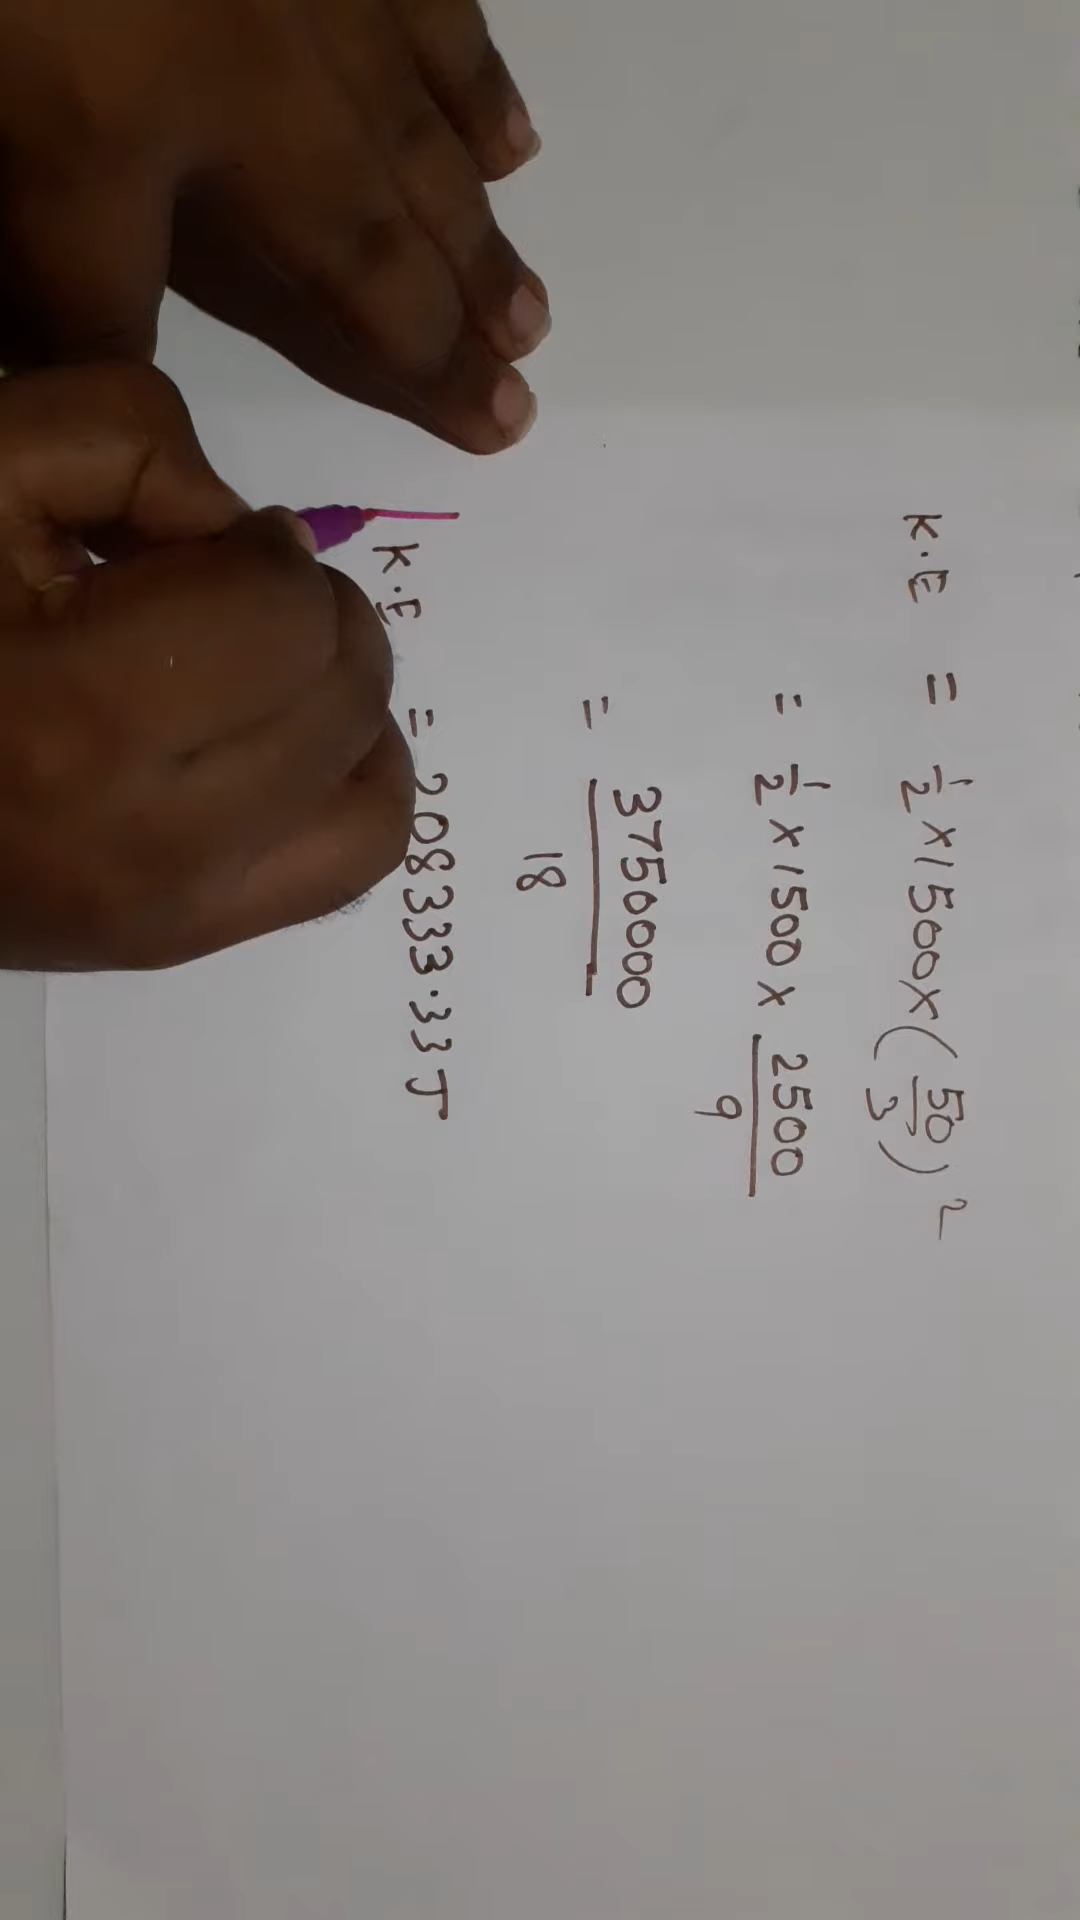 K.E = 1/2 × 1500 × (50/3)²
= 1/2 × 1500 × 2500/9
= 3750000/18
K.E = 208333.33 J